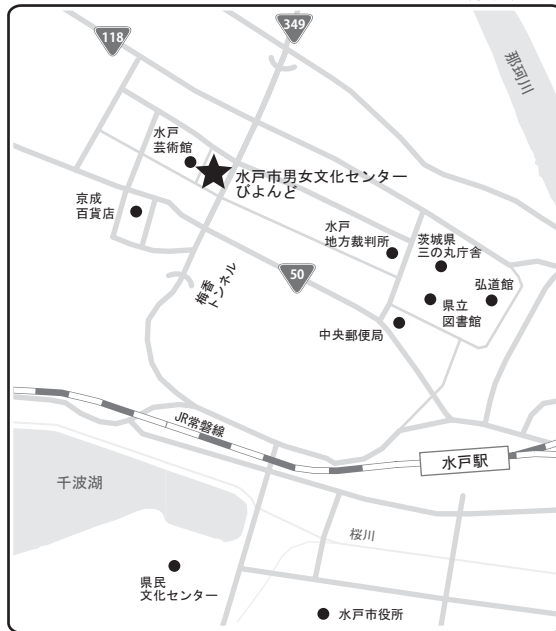 349
118
那珂川
水戸
芸術館
水戸市男女文化センター
びよんど
京成
百貨店
水戸
地方裁判所
茨城県
三の丸庁舎
弘道館
50
梅香
トンネル
県立
図書館
中央郵便局
JR常磐線
水戸駅
千波湖
桜川
県民
文化センター
水戸市役所